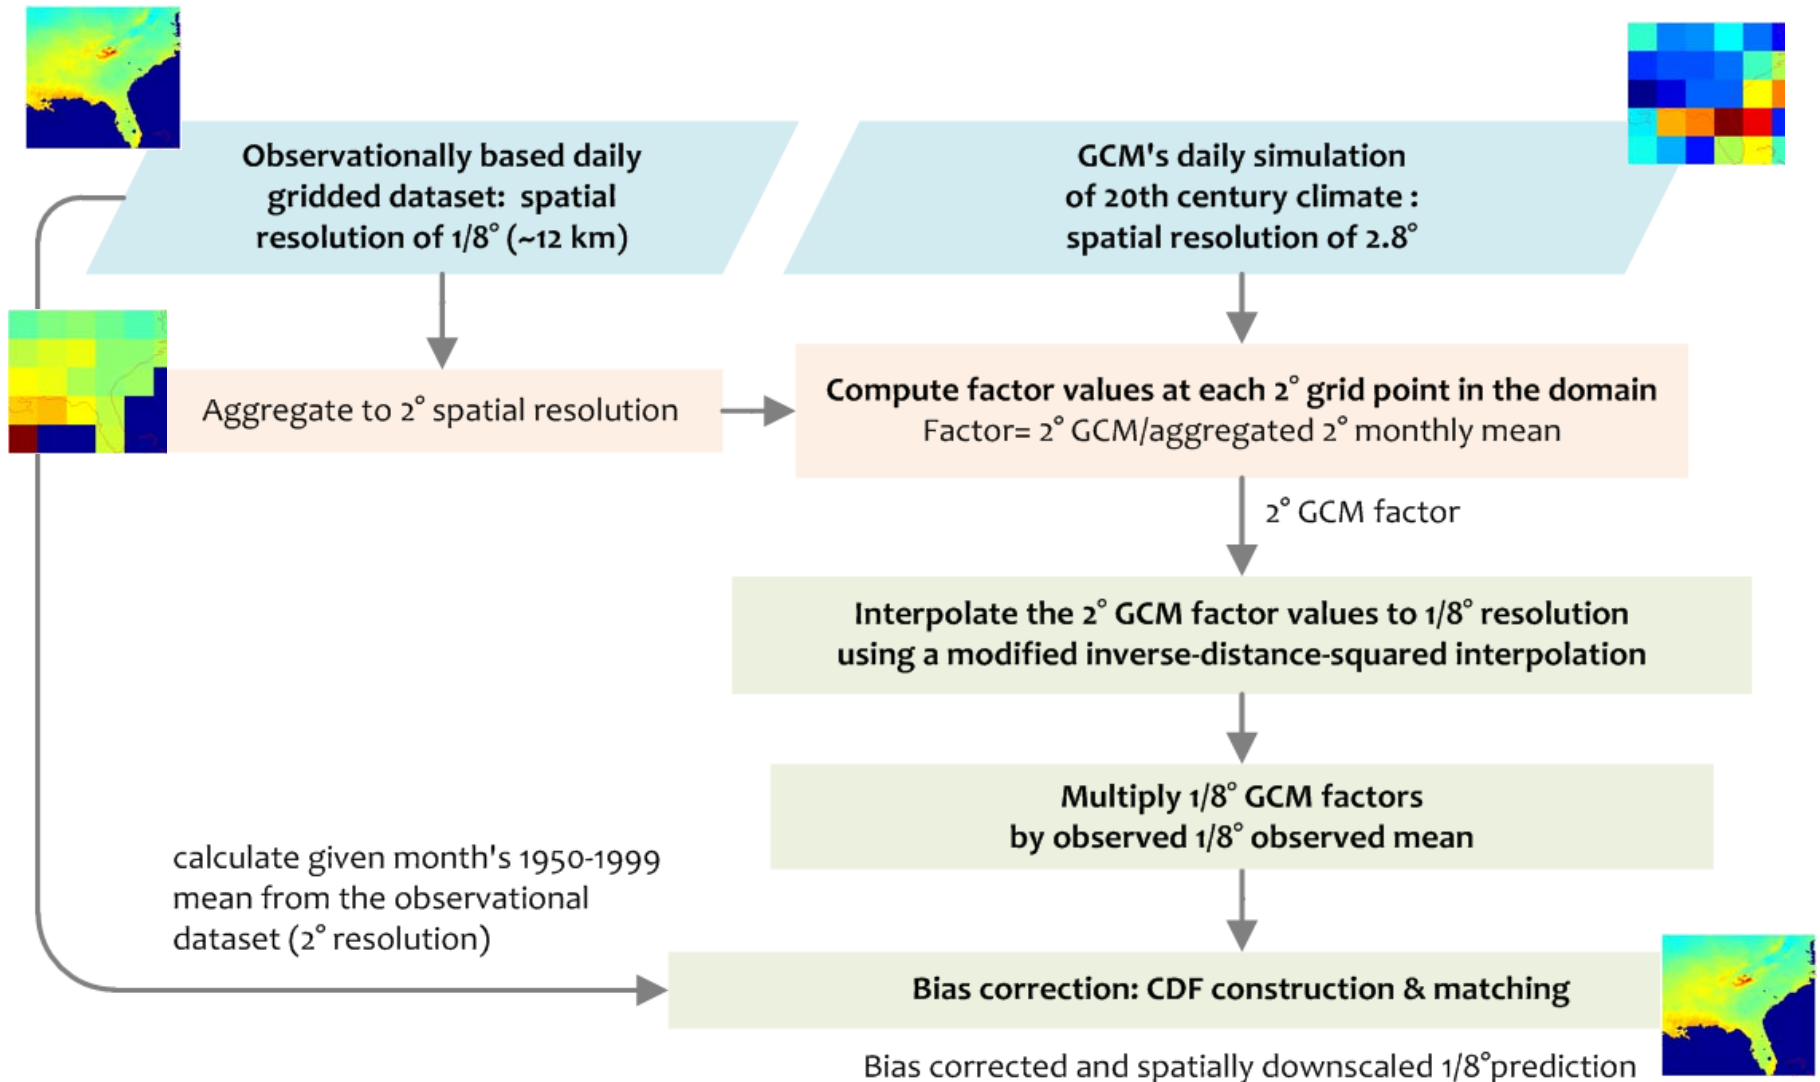 Observationally based daily
gridded dataset: spatial
resolution of 1/8° (~12 km)
GCM's daily simulation
of 20th century climate :
spatial resolution of 2.8°
Aggregate to 2° spatial resolution
Compute factor values at each 2° grid point in the domain
Factor= 2° GCM/aggregated 2° monthly mean
2° GCM factor
Interpolate the 2° GCM factor values to 1/8° resolution
using a modified inverse-distance-squared interpolation
Multiply 1/8° GCM factors
by observed 1/8° observed mean
calculate given month's 1950-1999
mean from the observational
dataset (2° resolution)
Bias correction: CDF construction & matching
Bias corrected and spatially downscaled 1/8°prediction